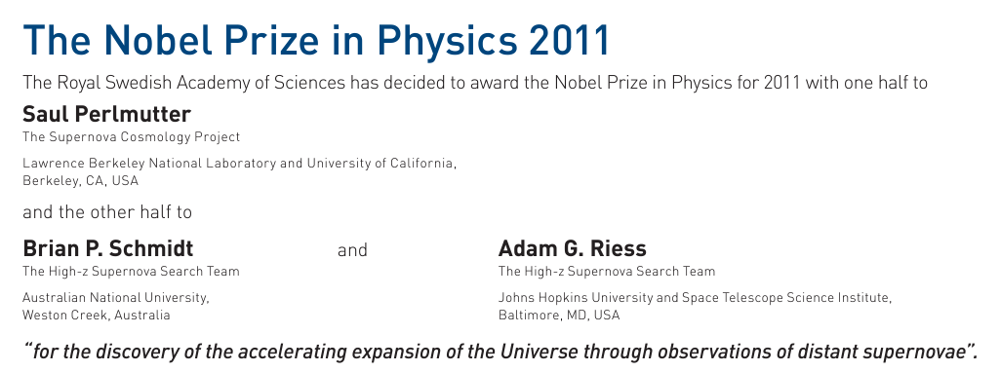 The Nobel Prize in Physics 2011
The Royal Swedish Academy of Sciences has decided to award the Nobel Prize in Physics for 2011 with one half to
Saul Perlmutter
The Supernova Cosmology Project
Lawrence Berkeley National Laboratory and University of California,
Berkeley, CA, USA
and the other half to
Brian P. Schmidt and Adam G. Riess
The High-z Supernova Search Team The High-z Supernova Search Team
Australian National University, Johns Hopkins University and Space Telescope Science Institute,
Weston Creek, Australia Baltimore, MD, USA
“for the discovery of the accelerating expansion of the Universe through observations of distant supernovae”.